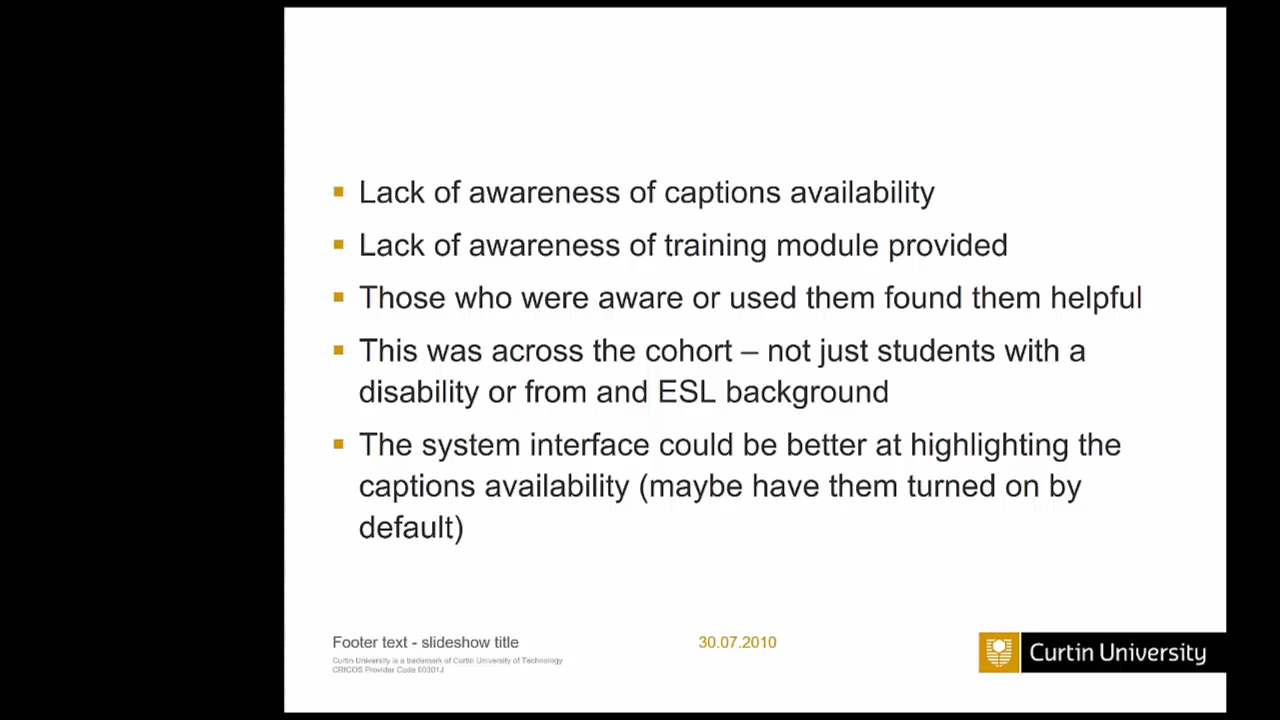 Lack of awareness of captions availability
Lack of awareness of training module provided
Those who were aware or used them found them helpful
This was across the cohort – not just students with a
disability or from and ESL background
The system interface could be better at highlighting the
captions availability (maybe have them turned on by
default)
Footer text - slideshow title
30.07.2010
Curtin University is a trademark of Curtin University of Technology
CRICOS Provider Code 00301J
Curtin University